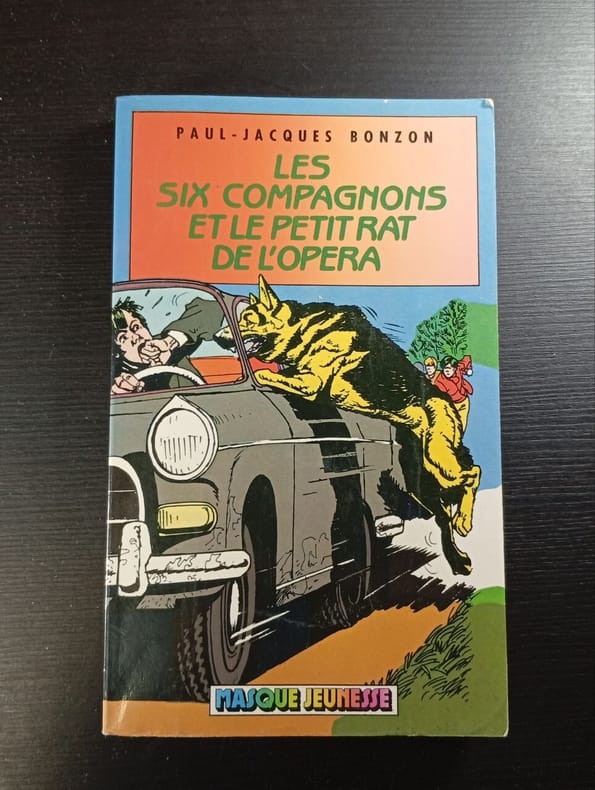 PAUL-JACQUES BONZON
LES
SIX COMPAGNONS
ET LE PETIT RAT
DE L'OPERA
MASQUE JEUNESSE